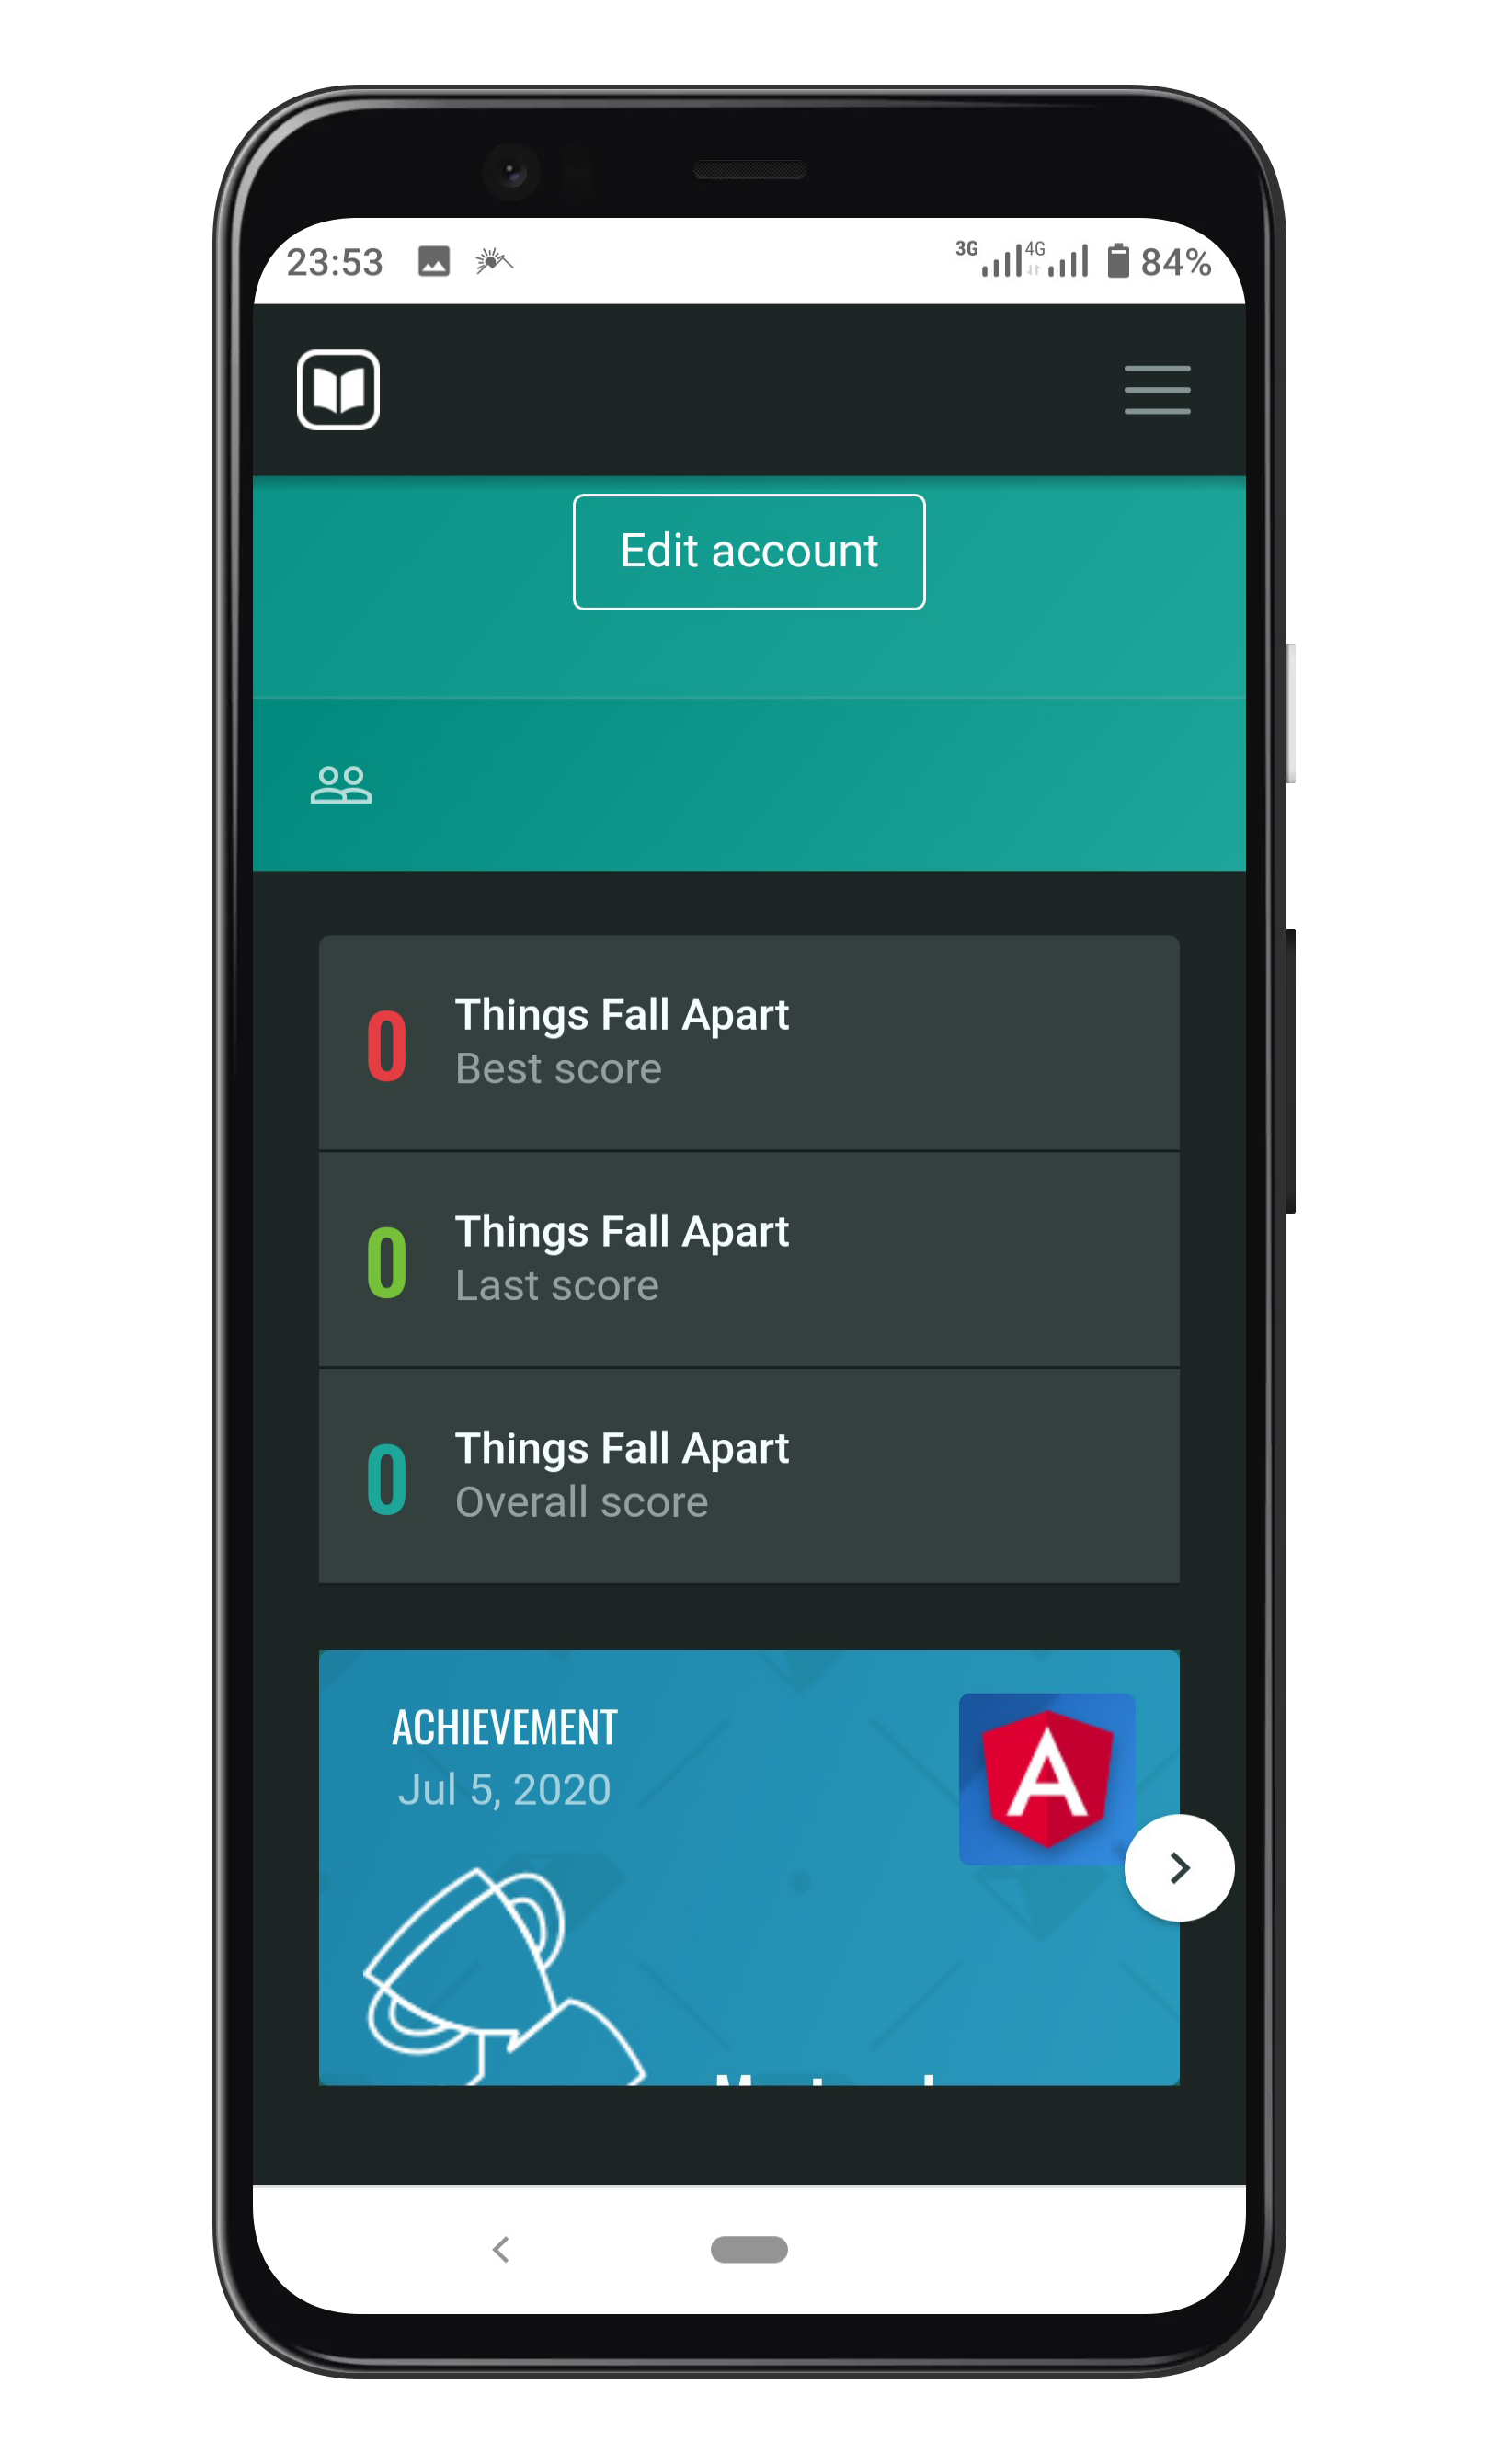 23:53 3G 4G 84%
Edit account
0 Things Fall Apart
Best score
0 Things Fall Apart
Last score
0 Things Fall Apart
Overall score
ACHIEVEMENT
Jul 5, 2020
A